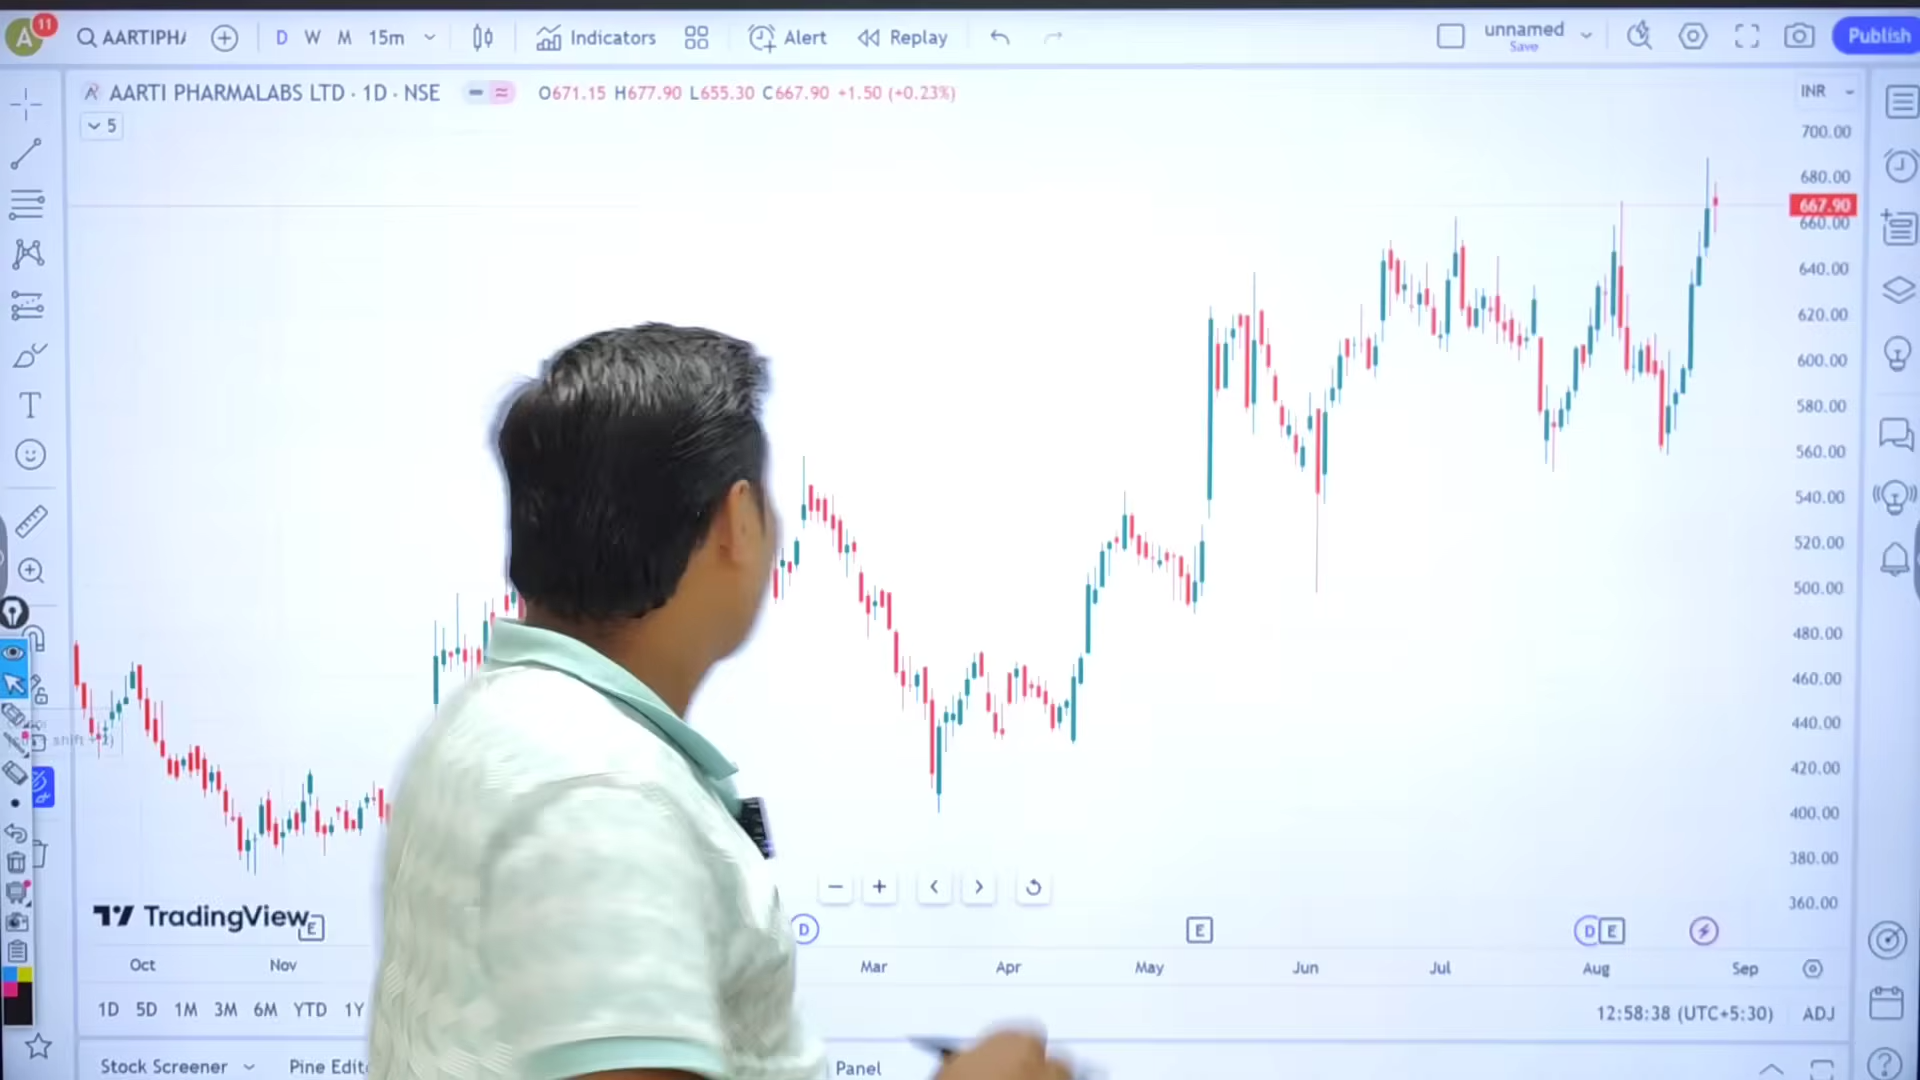 A 11 AARTIPHA D W M 15m Indicators Alert Replay unnamed Save Publish
AARTI PHARMALABS LTD · 1D · NSE O671.15 H677.90 L655.30 C667.90 +1.50 (+0.23%) INR
5
700.00
680.00
667.90
660.00
640.00
620.00
600.00
580.00
560.00
540.00
520.00
500.00
480.00
460.00
440.00
420.00
400.00
380.00
360.00
TradingView
E D E D E
Oct Nov Mar Apr May Jun Jul Aug Sep
1D 5D 1M 3M 6M YTD 1Y 12:58:38 (UTC+5:30) ADJ
Stock Screener Pine Edit Panel